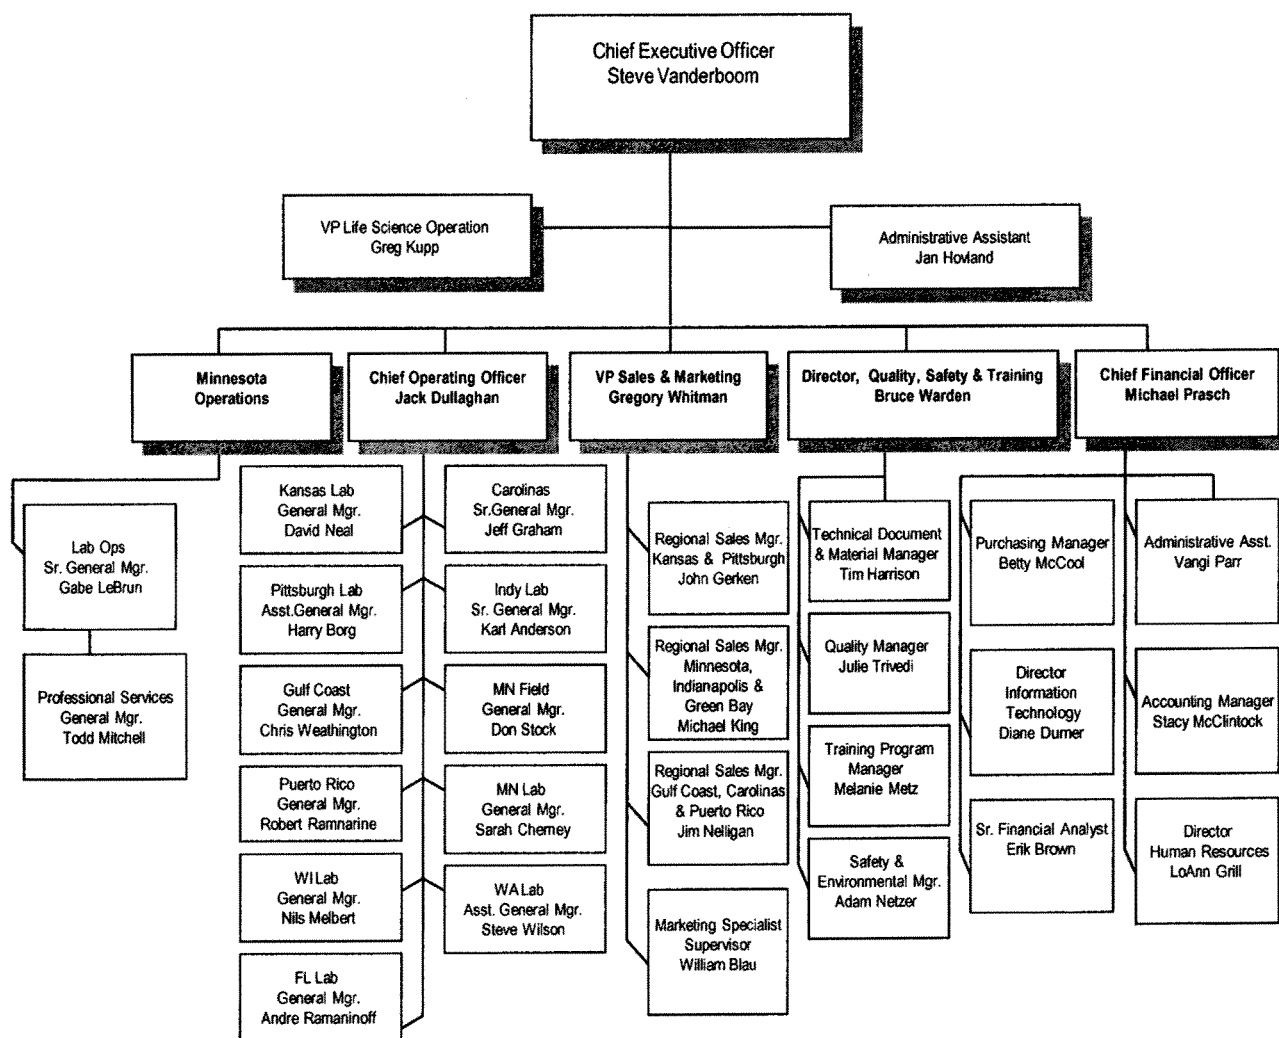 Chief Executive Officer
Steve Vanderboom
VP Life Science Operation
Greg Kupp
Administrative Assistant
Jan Hovland
Minnesota
Operations
Chief Operating Officer
Jack Dullaghan
VP Sales & Marketing
Gregory Whitman
Director, Quality, Safety & Training
Bruce Warden
Chief Financial Officer
Michael Prasch
Lab Ops
Sr. General Mgr.
Gabe LeBrun
Professional Services
General Mgr.
Todd Mitchell
Kansas Lab
General Mgr.
David Neal
Pittsburgh Lab
Asst.General Mgr.
Harry Borg
Gulf Coast
General Mgr.
Chris Weathington
Puerto Rico
General Mgr.
Robert Ramnarine
WI Lab
General Mgr.
Nils Melbert
FL Lab
General Mgr.
Andre Ramaninoff
Carolinas
Sr.General Mgr.
Jeff Graham
Indy Lab
Sr. General Mgr.
Karl Anderson
MN Field
General Mgr.
Don Stock
MN Lab
General Mgr.
Sarah Cherney
WA Lab
Asst. General Mgr.
Steve Wilson
Regional Sales Mgr.
Kansas & Pittsburgh
John Gerken
Regional Sales Mgr.
Minnesota,
Indianapolis &
Green Bay
Michael King
Regional Sales Mgr.
Gulf Coast, Carolinas
& Puerto Rico
Jim Nelligan
Marketing Specialist
Supervisor
William Blau
Technical Document
& Material Manager
Tim Harrison
Quality Manager
Julie Trivedi
Training Program
Manager
Melanie Metz
Safety &
Environmental Mgr.
Adam Netzer
Purchasing Manager
Betty McCool
Director
Information
Technology
Diane Durner
Sr. Financial Analyst
Erik Brown
Administrative Asst.
Vangi Parr
Accounting Manager
Stacy McClintock
Director
Human Resources
LoAnn Grill